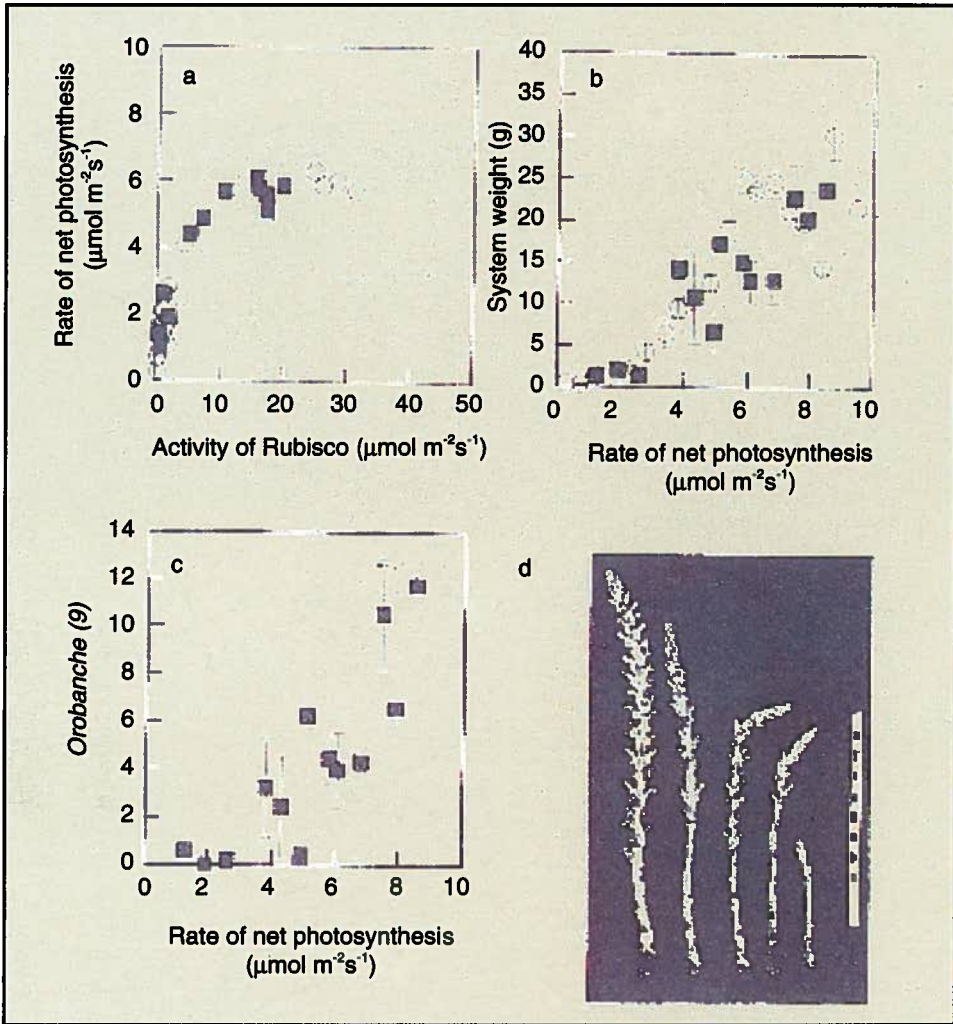 a
10
8
6
4
2
0
0 10 20 30 40 50
Rate of net photosynthesis
(μmol m⁻²s⁻¹)
Activity of Rubisco (μmol m⁻²s⁻¹)
b
40
35
30
25
20
15
10
5
0
0 2 4 6 8 10
System weight (g)
Rate of net photosynthesis
(μmol m⁻²s⁻¹)
c
14
12
10
8
6
4
2
0
0 2 4 6 8 10
Orobanche (9)
Rate of net photosynthesis
(μmol m⁻²s⁻¹)
d